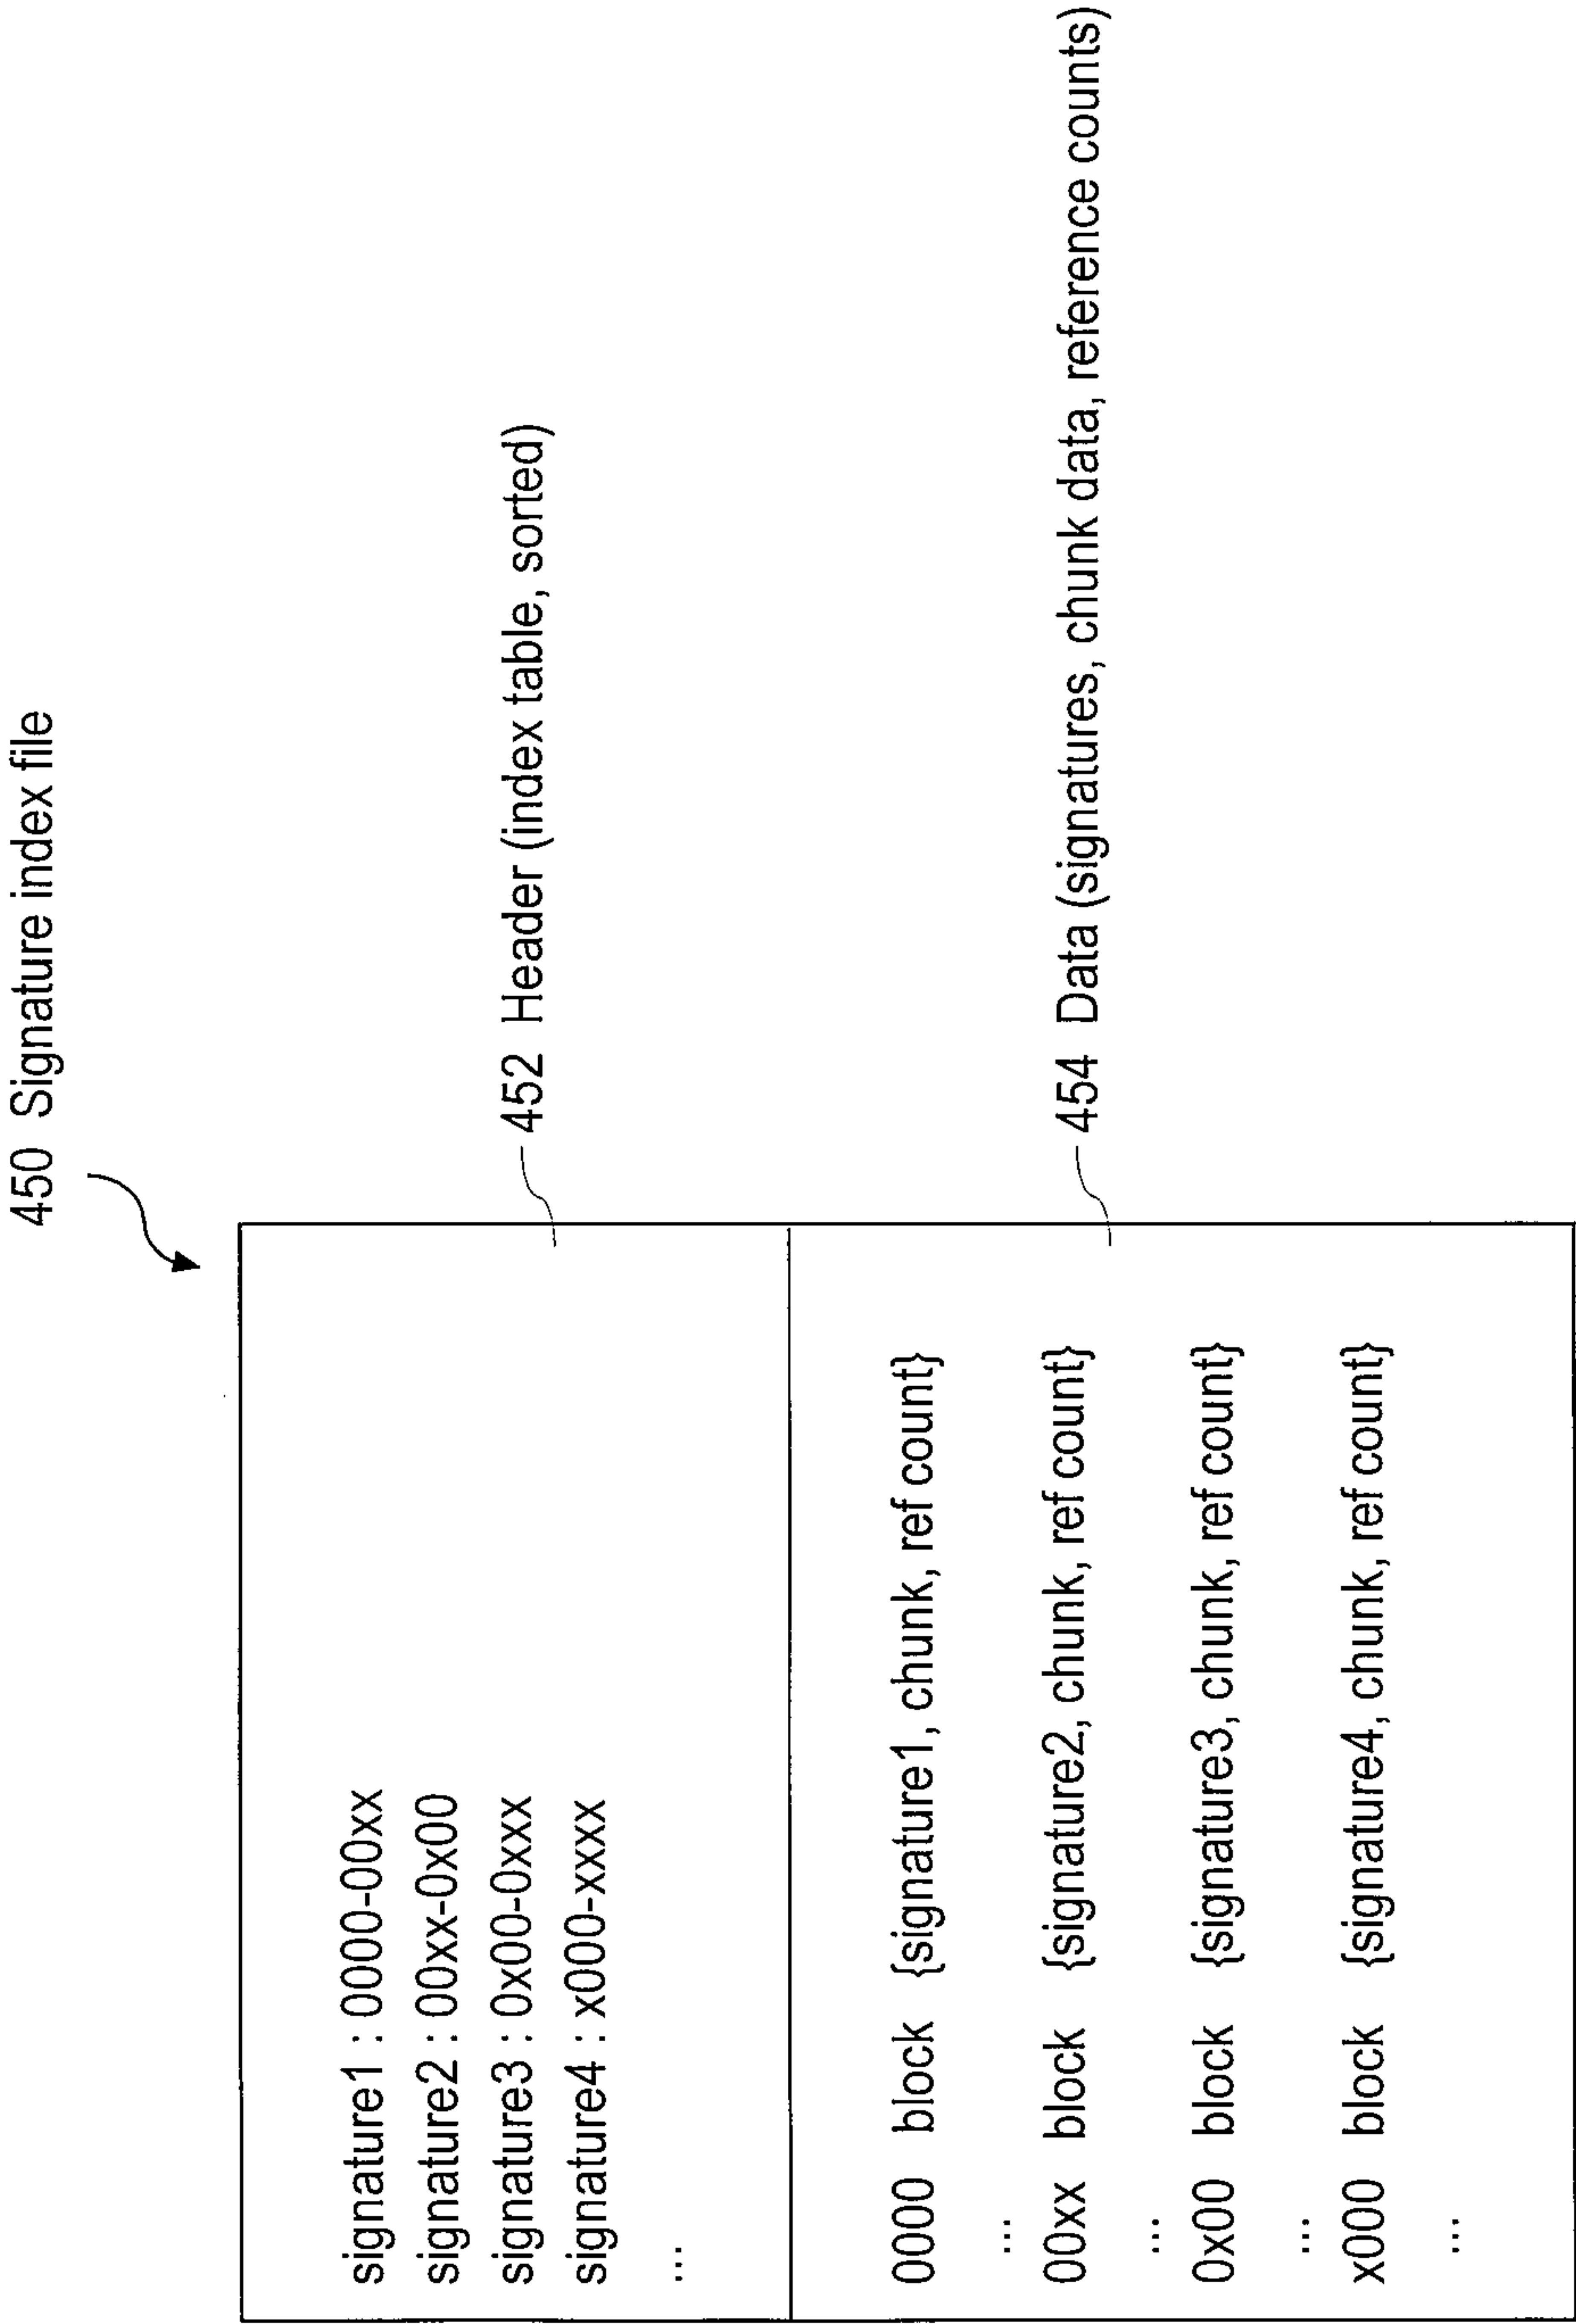 450 Signature index file
signature1 : 0000-00xx
signature2 : 00xx-0x00
signature3 : 0x00-0xxx
signature4 : x000-xxxx
...
452 Header (index table, sorted)
0000 block {signature1, chunk, ref count}
...
00xx block {signature2, chunk, ref count}
...
0x00 block {signature3, chunk, ref count}
...
x000 block {signature4, chunk, ref count}
...
454 Data (signatures, chunk data, reference counts)